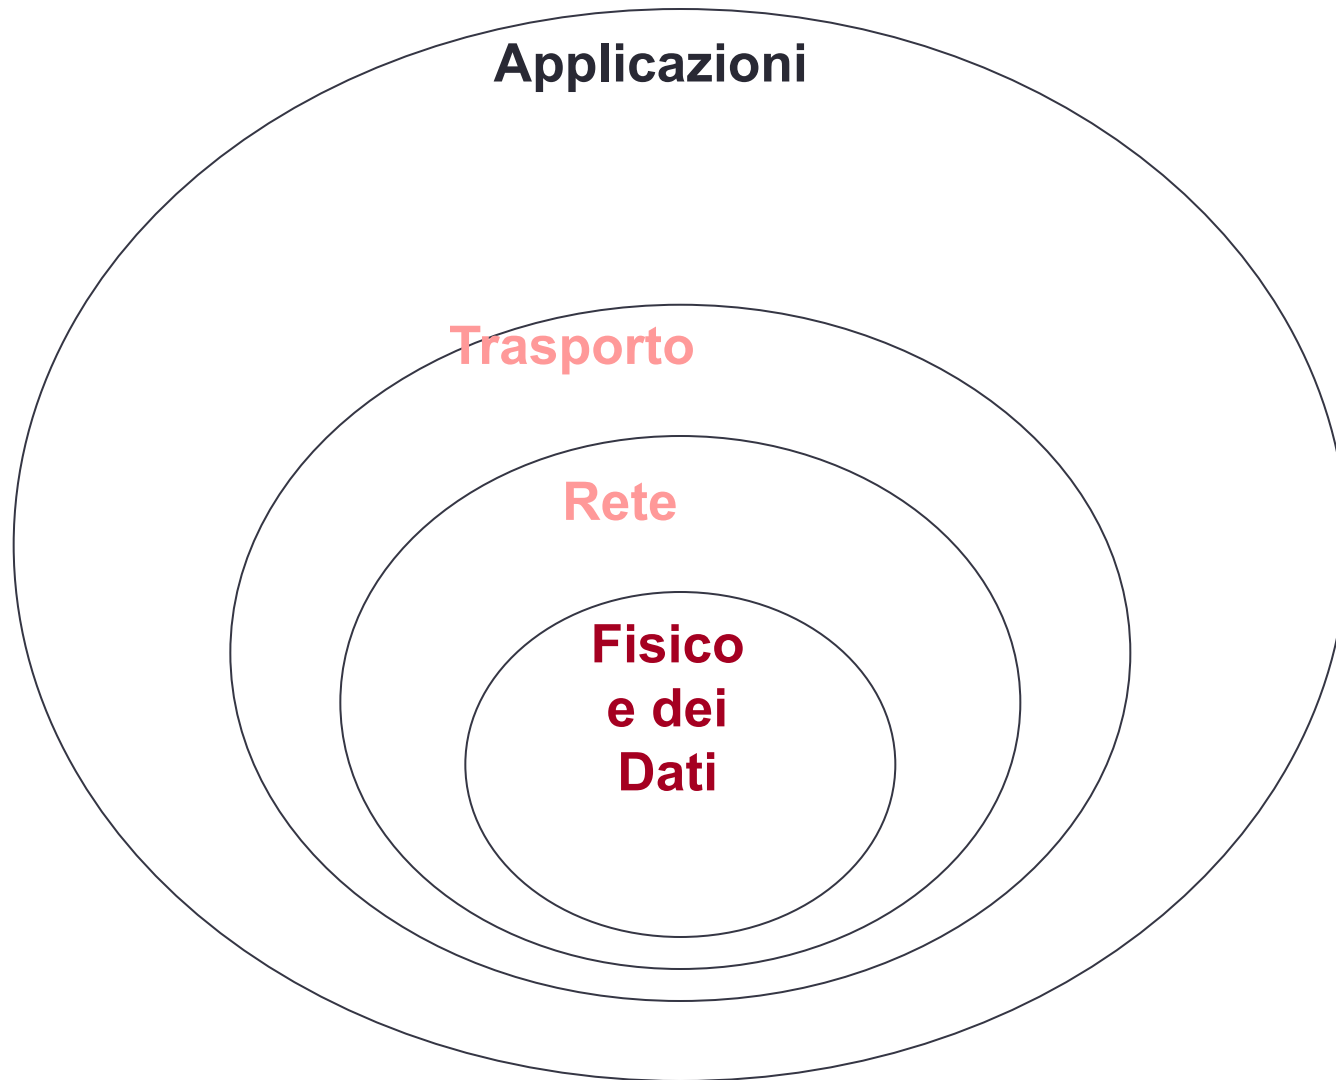 Applicazioni
Trasporto
Rete
Fisico
e dei
Dati